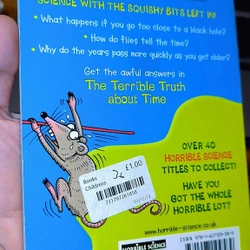 SCIENCE WITH THE SQUISHY BITS LEFT IN!
• What happens if you go too close to a black hole?
• How do flies tell the time?
• Why do the years pass more quickly as you get older?
Get the awful answers in
The Terrible Truth
about Time
£1.00
Books
Childrens
OVER 40
HORRIBLE SCIENCE
TITLES TO COLLECT!
HAVE YOU
GOT THE WHOLE
HORRIBLE LOT?
www.horrible-science.co.uk
HORRIBLE SCIENCE
ISBN